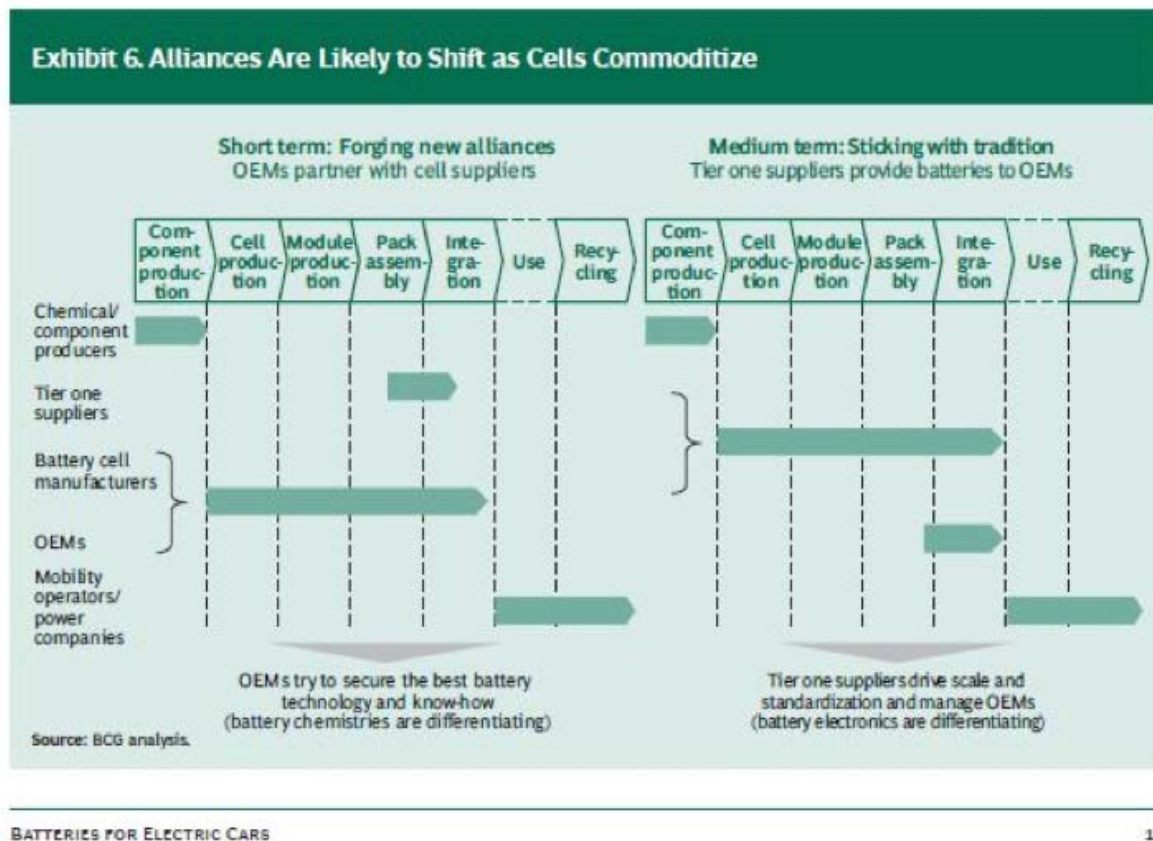 Exhibit 6. Alliances Are Likely to Shift as Cells Commoditize
Short term: Forging new alliances
OEMs partner with cell suppliers
Com-
ponent
produc-
tion
Cell
produc-
tion
Module
produc-
tion
Pack
assem-
bly
Inte-
gra-
tion
Use
Recy-
cling
Medium term: Sticking with tradition
Tier one suppliers provide batteries to OEMs
Com-
ponent
produc-
tion
Cell
produc-
tion
Module
produc-
tion
Pack
assem-
bly
Inte-
gra-
tion
Use
Recy-
cling
Chemical/
component
producers
Tier one
suppliers
Battery cell
manufacturers
OEMs
Mobility
operators/
power
companies
OEMs try to secure the best battery
technology and know-how
(battery chemistries are differentiating)
Tier one suppliers drive scale and
standardization and manage OEMs
(battery electronics are differentiating)
Source: BCG analysis.
BATTERIES FOR ELECTRIC CARS
1